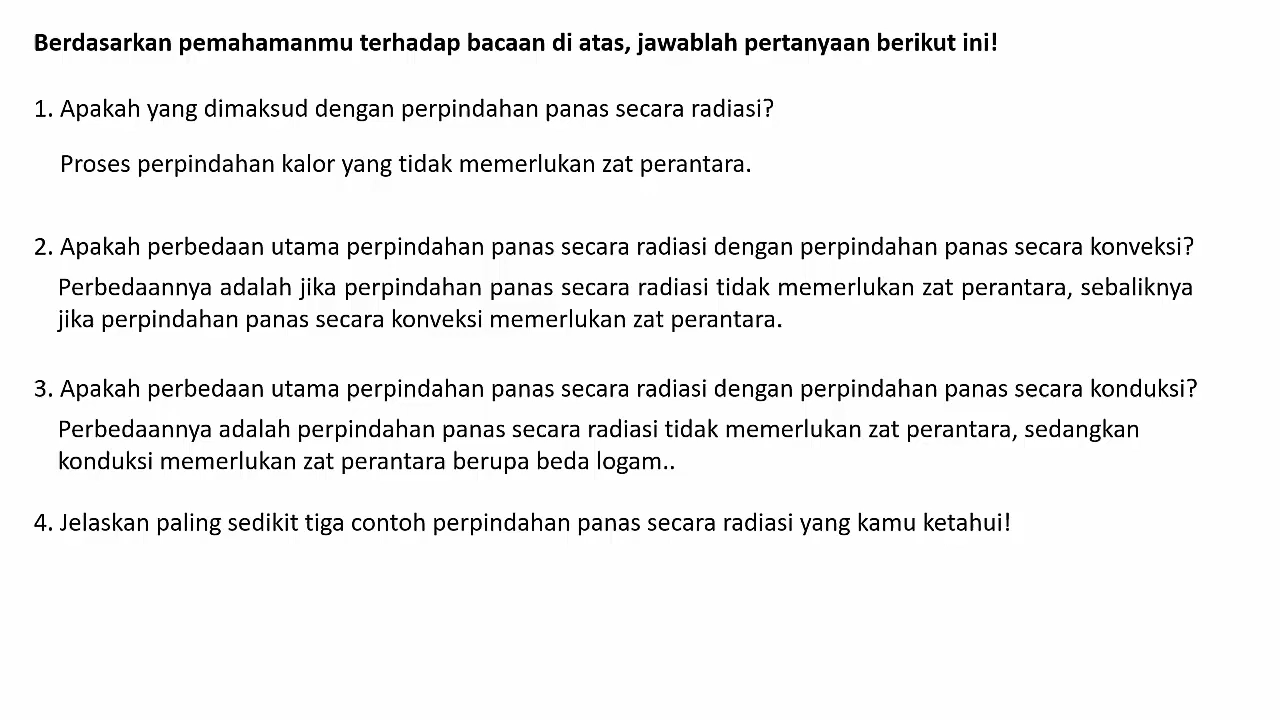 Berdasarkan pemahamanmu terhadap bacaan di atas, jawablah pertanyaan berikut ini!
1. Apakah yang dimaksud dengan perpindahan panas secara radiasi?
Proses perpindahan kalor yang tidak memerlukan zat perantara.
2. Apakah perbedaan utama perpindahan panas secara radiasi dengan perpindahan panas secara konveksi?
Perbedaannya adalah jika perpindahan panas secara radiasi tidak memerlukan zat perantara, sebaliknya
jika perpindahan panas secara konveksi memerlukan zat perantara.
3. Apakah perbedaan utama perpindahan panas secara radiasi dengan perpindahan panas secara konduksi?
Perbedaannya adalah perpindahan panas secara radiasi tidak memerlukan zat perantara, sedangkan
konduksi memerlukan zat perantara berupa beda logam..
4. Jelaskan paling sedikit tiga contoh perpindahan panas secara radiasi yang kamu ketahui!